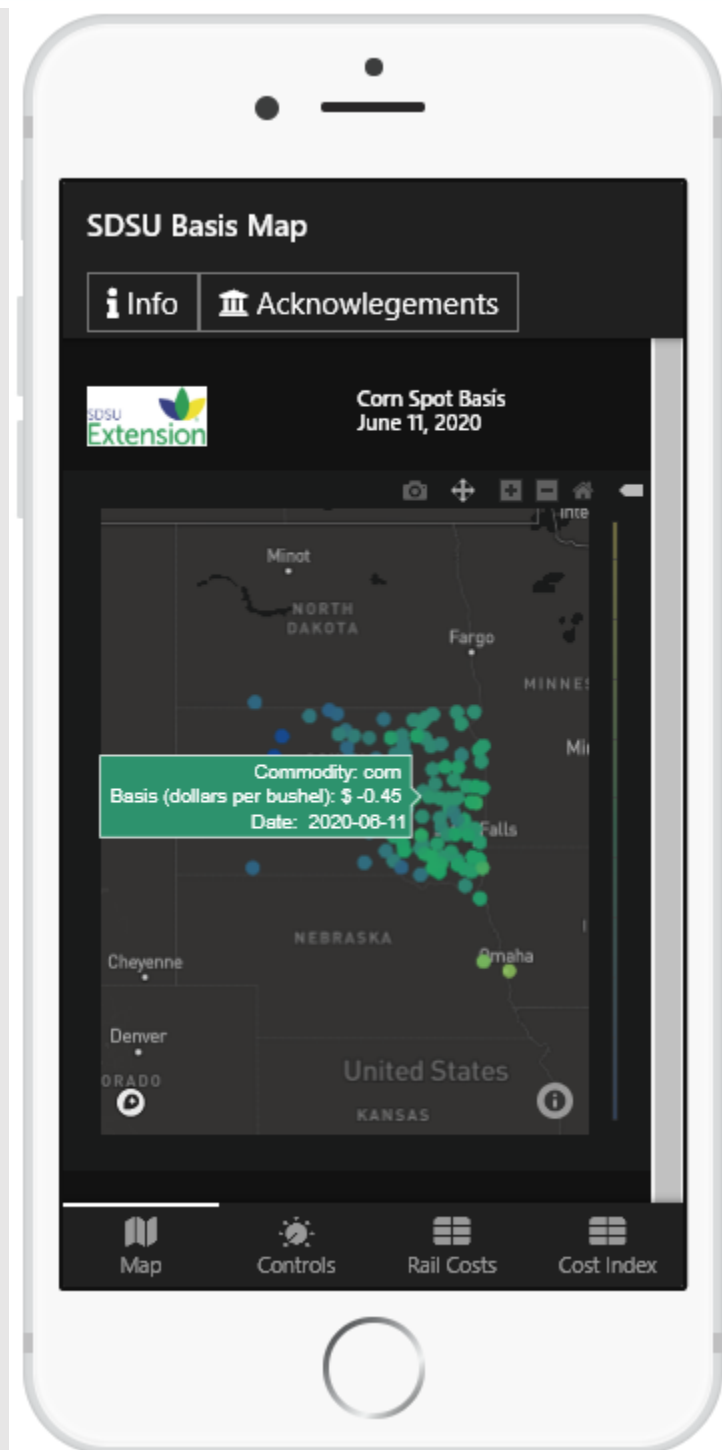 SDSU Basis Map
Info
Acknowlegements
SDSU
Extension
Corn Spot Basis
June 11, 2020
Inte
Minot
NORTH
DAKOTA
Fargo
MINNES
Mi
Commodity: corn
Basis (dollars per bushel): $ -0.45
Date: 2020-06-11
Falls
NEBRASKA
Omaha
Cheyenne
Denver
ORADO
United States
KANSAS
Map
Controls
Rail Costs
Cost Index